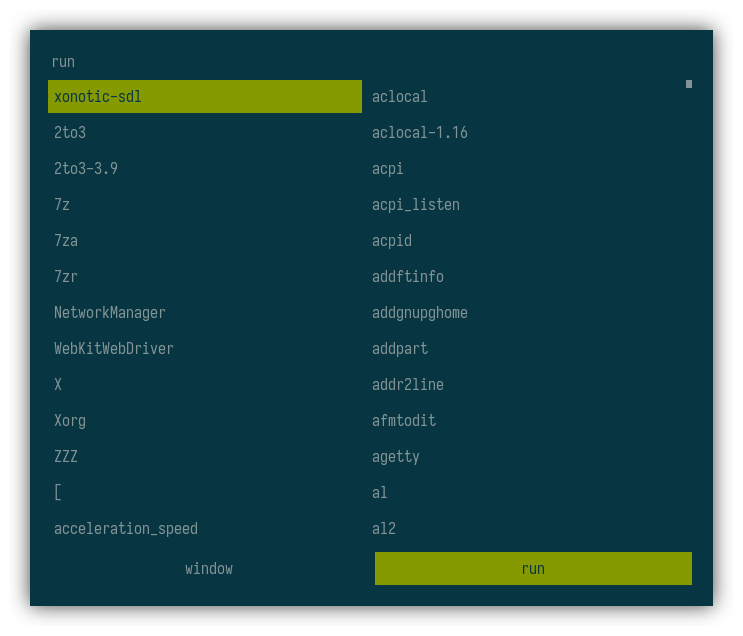 run
xonotic-sdl
2to3
2to3-3.9
7z
7za
7zr
NetworkManager
WebKitWebDriver
X
Xorg
ZZZ
[
acceleration_speed
aclocal
aclocal-1.16
acpi
acpi_listen
acpid
addftinfo
addgnupghome
addpart
addr2line
afmtodit
agetty
al
al2
window
run